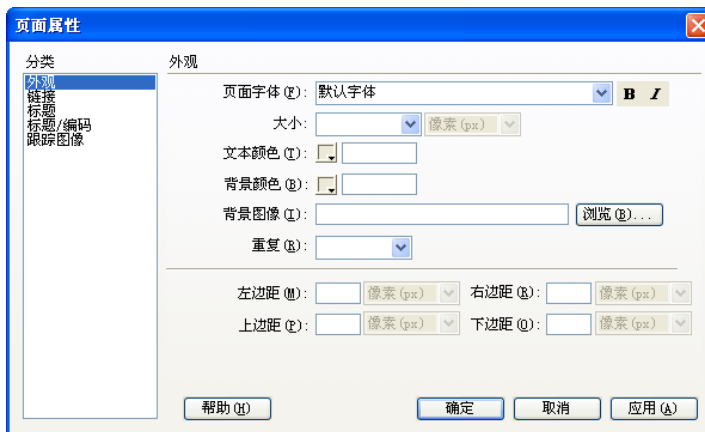 页面属性
分类
外观
链接
标题
标题/编码
跟踪图像
外观
页面字体(F): 默认字体 B I
大小: 像素(px)
文本颜色(T):
背景颜色(B):
背景图像(I): 浏览(B)...
重复(R):
左边距(M): 像素(px) 右边距(R): 像素(px)
上边距(P): 像素(px) 下边距(O): 像素(px)
帮助(H) 确定 取消 应用(A)